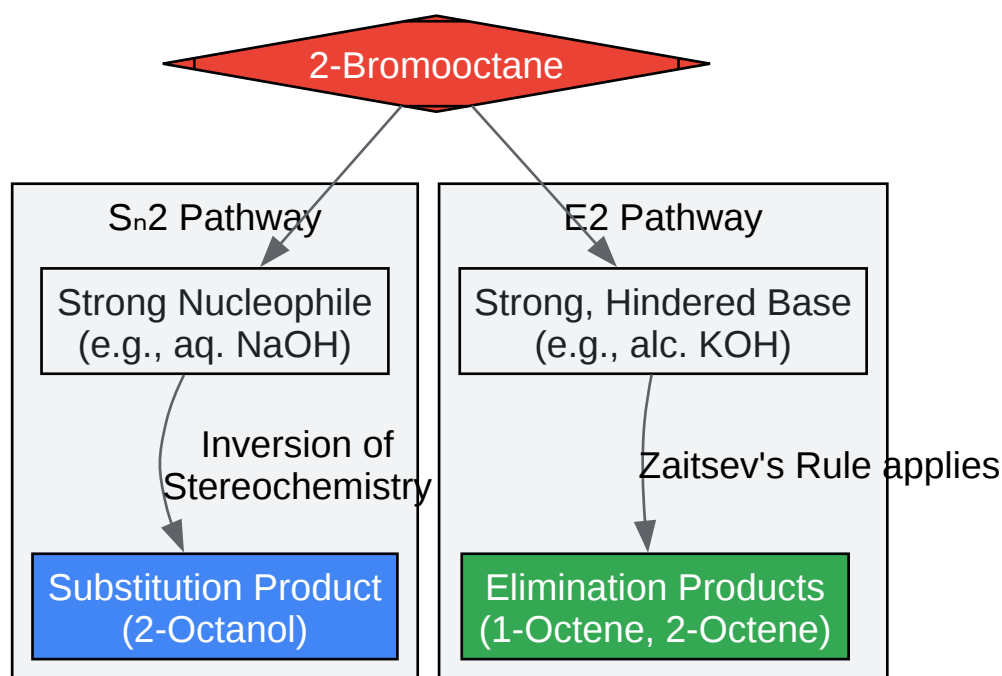 2-Bromooctane
Sₙ2 Pathway
Strong Nucleophile
(e.g., aq. NaOH)
Inversion of
Stereochemistry
Substitution Product
(2-Octanol)
E2 Pathway
Strong, Hindered Base
(e.g., alc. KOH)
Zaitsev's Rule applies
Elimination Products
(1-Octene, 2-Octene)